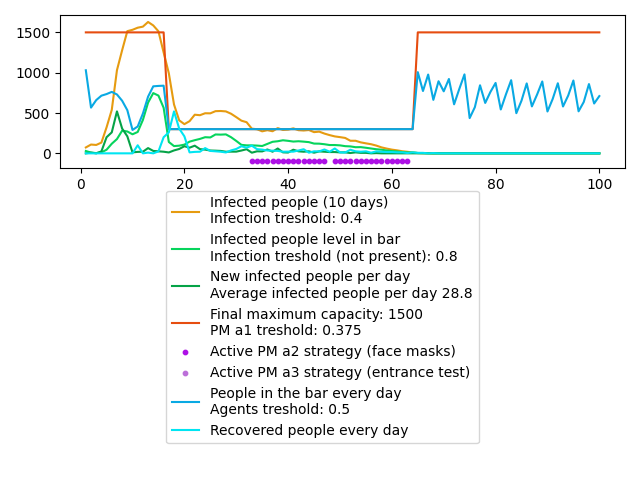 1500
1000
500
0
0
20
40
60
80
100
Infected people (10 days)
Infection treshold: 0.4
Infected people level in bar
Infection treshold (not present): 0.8
New infected people per day
Average infected people per day 28.8
Final maximum capacity: 1500
PM a1 treshold: 0.375
Active PM a2 strategy (face masks)
Active PM a3 strategy (entrance test)
People in the bar every day
Agents treshold: 0.5
Recovered people every day